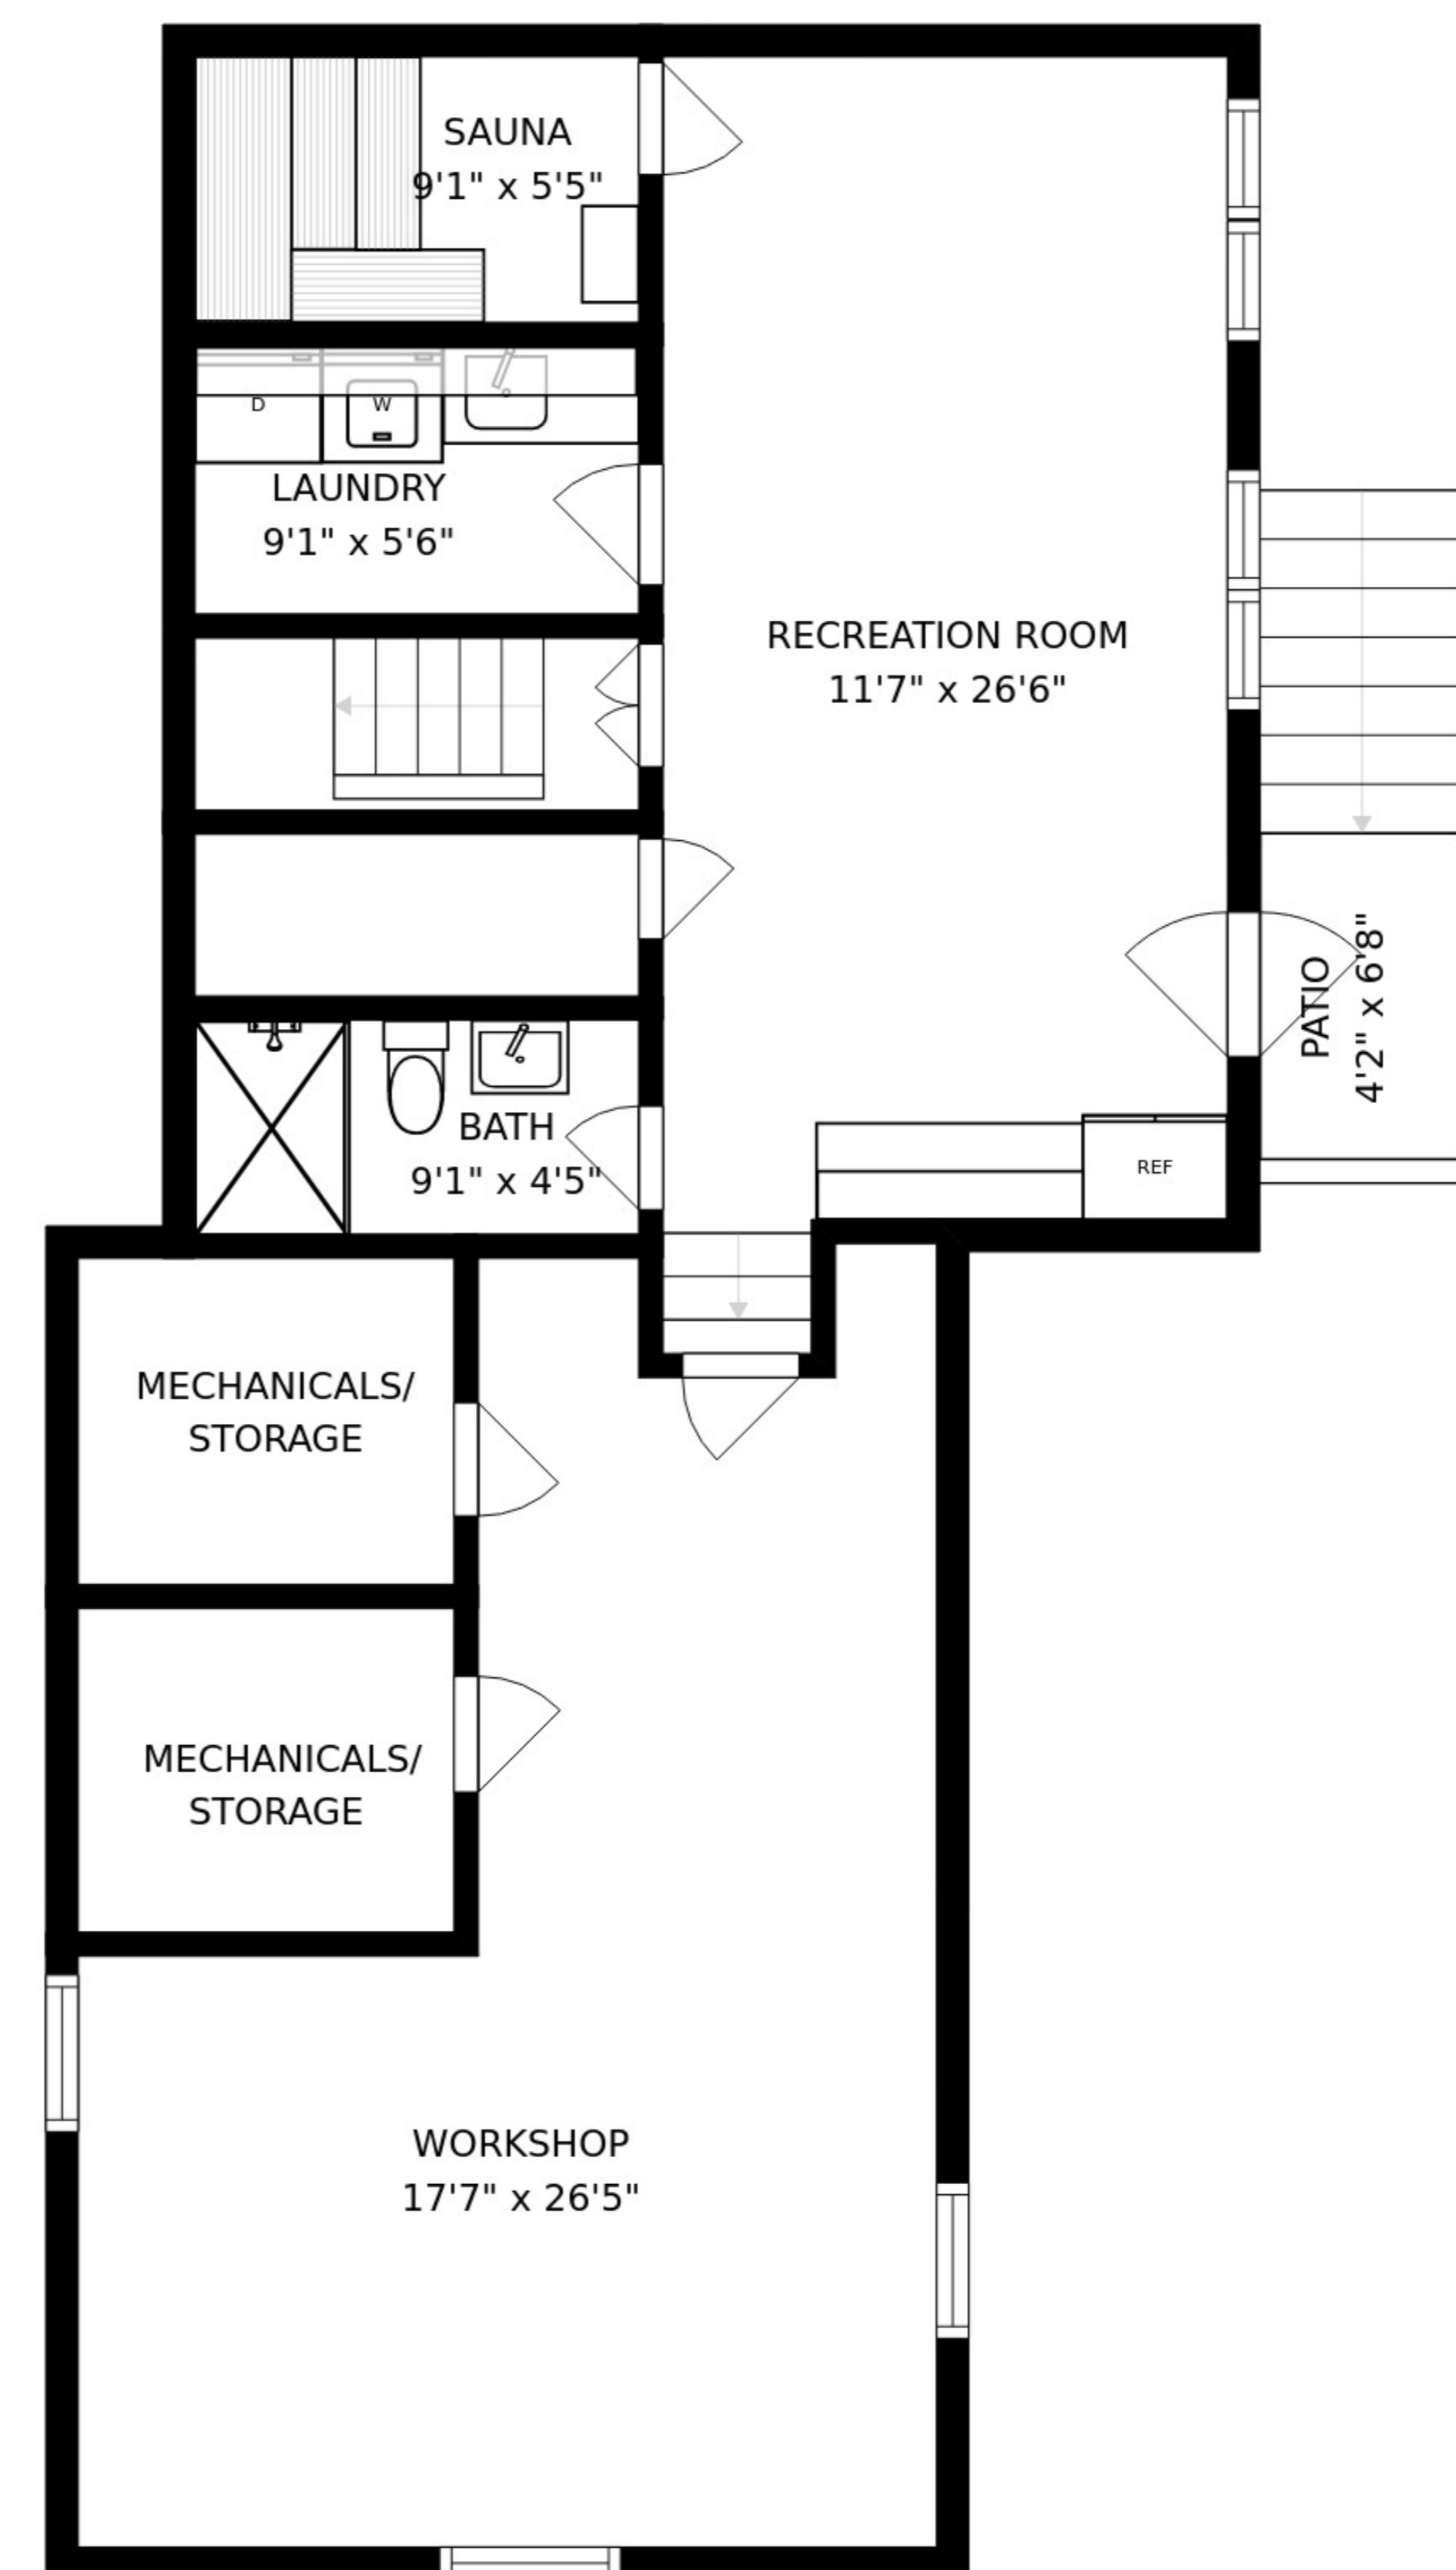 SAUNA
9'1" x 5'5"
D
W
LAUNDRY
9'1" x 5'6"
RECREATION ROOM
11'7" x 26'6"
PATIO
4'2" x 6'8"
BATH
9'1" x 4'5"
REF
MECHANICALS/
STORAGE
MECHANICALS/
STORAGE
WORKSHOP
17'7" x 26'5"